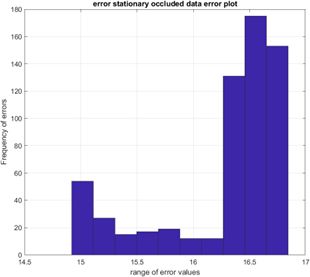 error stationary occluded data error plot
Frequency of errors
180
160
140
120
100
80
60
40
20
0
14.5 15 15.5 16 16.5 17
range of error values